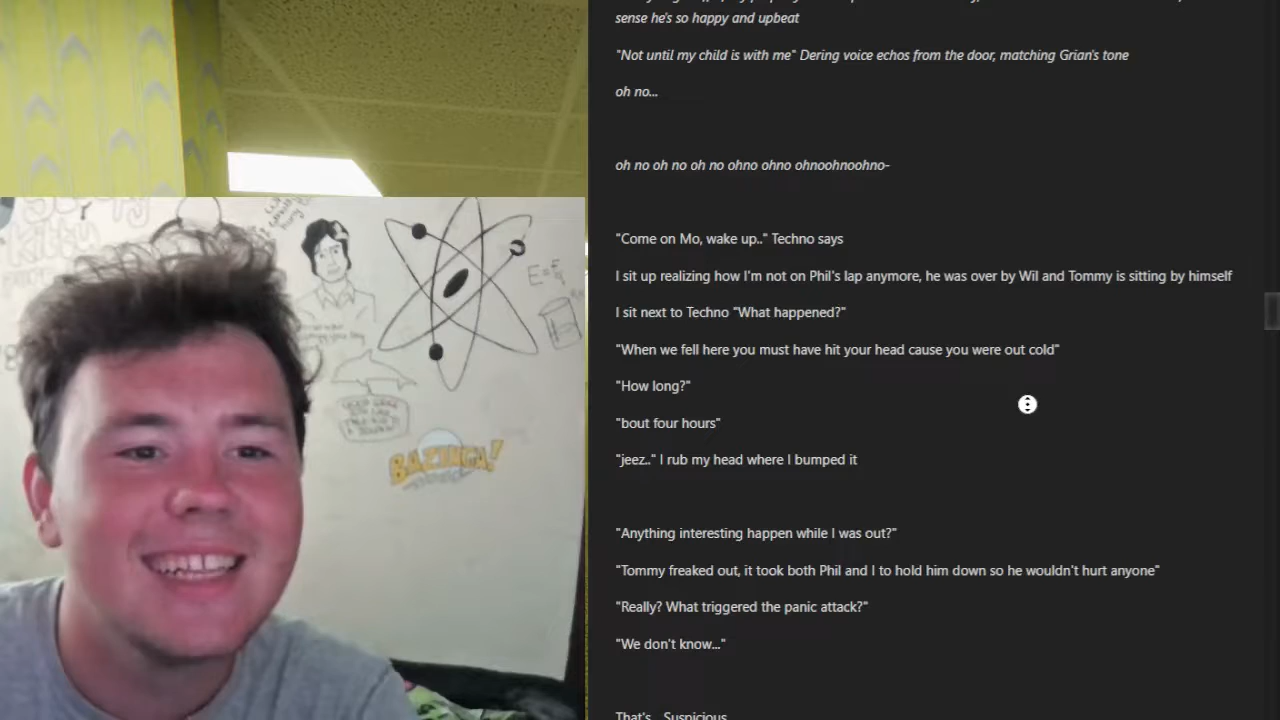 sense he's so happy and upbeat
"Not until my child is with me" Dering voice echos from the door, matching Grian's tone
oh no...
oh no oh no oh no ohno ohno ohnoohnoohno-
"Come on Mo, wake up.." Techno says
I sit up realizing how I'm not on Phil's lap anymore, he was over by Wil and Tommy is sitting by himself
I sit next to Techno "What happened?"
"When we fell here you must have hit your head cause you were out cold"
"How long?"
"bout four hours"
"jeez.." I rub my head where I bumped it
"Anything interesting happen while I was out?"
"Tommy freaked out, it took both Phil and I to hold him down so he wouldn't hurt anyone"
"Really? What triggered the panic attack?"
"We don't know..."
That's.. Suspicious
kitty
BAZINGA!